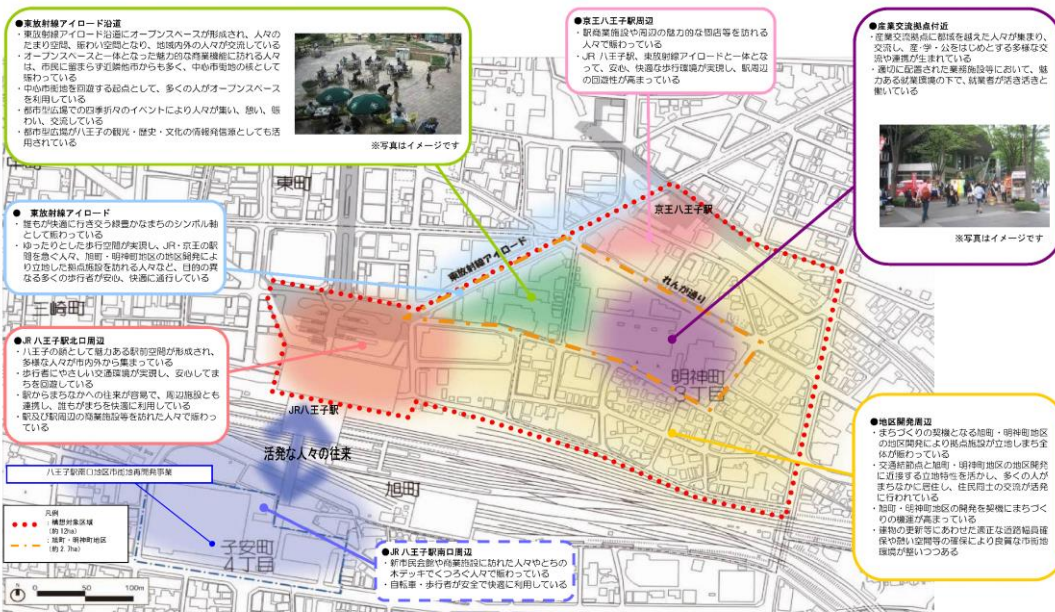 ●東放射線アイロード沿道
・東放射線アイロード沿道にオープンスペースが形成され、人々の
たまり空間、賑わい空間となり、地域内外の人々が交流している
・オープンスペースと一体となった魅力的な商業機能に訪れる人々
は、市民に留まらず近隣他市からも多く、中心市街地の核として
賑わっている
・中心市街地を回遊する起点として、多くの人がオープンスペース
を利用している
・都市型広場での四季折々のイベントにより人々が集い、憩い、賑
わい、交流している
・都市型広場が八王子の観光・歴史・文化の情報発信源としても活
用されている
※写真はイメージです
●京王八王子駅周辺
・駅商業施設や周辺の魅力的な商店等を訪れる
人々で賑わっている
・JR 八王子駅、東放射線アイロードと一体とな
って、安心、快適な歩行環境が実現し、駅周辺
の回遊性が高まっている
●産業交流拠点付近
・産業交流拠点に都域を越えた人々が集まり、
交流し、産・学・公をはじめとする多様な交
流や連携が生まれている
・適切に配置された業務施設等において、魅
力ある就業環境の下で、就業者が活き活きと
働いている
※写真はイメージです
東町
京王八王子駅
東放射線アイロード
れんが通り
● 東放射線アイロード
・誰もが快適に行き交う緑豊かなまちのシンボル軸
として賑わっている
・ゆったりとした歩行空間が実現し、JR・京王の駅
間を急ぐ人々、旭町・明神町地区の地区開発によ
り立地した拠点施設を訪れる人々など、目的の異
なる多くの歩行者が安心、快適に通行している
三崎町
●JR 八王子駅北口周辺
・八王子の顔として魅力ある駅前空間が形成され、
多様な人々が市内外から集まっている
・歩行者にやさしい交通環境が実現し、安心してま
ちを回遊している
・駅からまちなかへの往来が容易で、周辺施設とも
連携し、誰もがまちを快適に利用している
・駅及び駅周辺の商業施設等を訪れた人々で賑わっ
ている
明神町
3丁目
JR八王子駅
活発な人々の往来
旭町
●地区開発周辺
・まちづくりの契機となる旭町・明神町地区
の地区開発により拠点施設が立地しまち全
体が賑わっている
・交通結節点と旭町・明神町地区の地区開発
に近接する立地特性を活かし、多くの人が
まちなかに居住し、住民同士の交流が活発
に行われている
・旭町・明神町地区の開発を契機にまちづく
りの機運が高まっている
・建物の更新等にあわせた適正な道路幅員確
保や憩い空間等の確保により良質な市街地
環境が整いつつある
八王子駅南口地区市街地再開発事業
凡例
：構想対象区域
（約 12ha）
：旭町・明神町地区
（約 2.7ha）
子安町
4丁目
●JR 八王子駅南口周辺
・新市民会館や商業施設に訪れた人々やとちの
木デッキでくつろぐ人々で賑わっている
・自転車・歩行者が安全で快適に利用している
0 50 100m